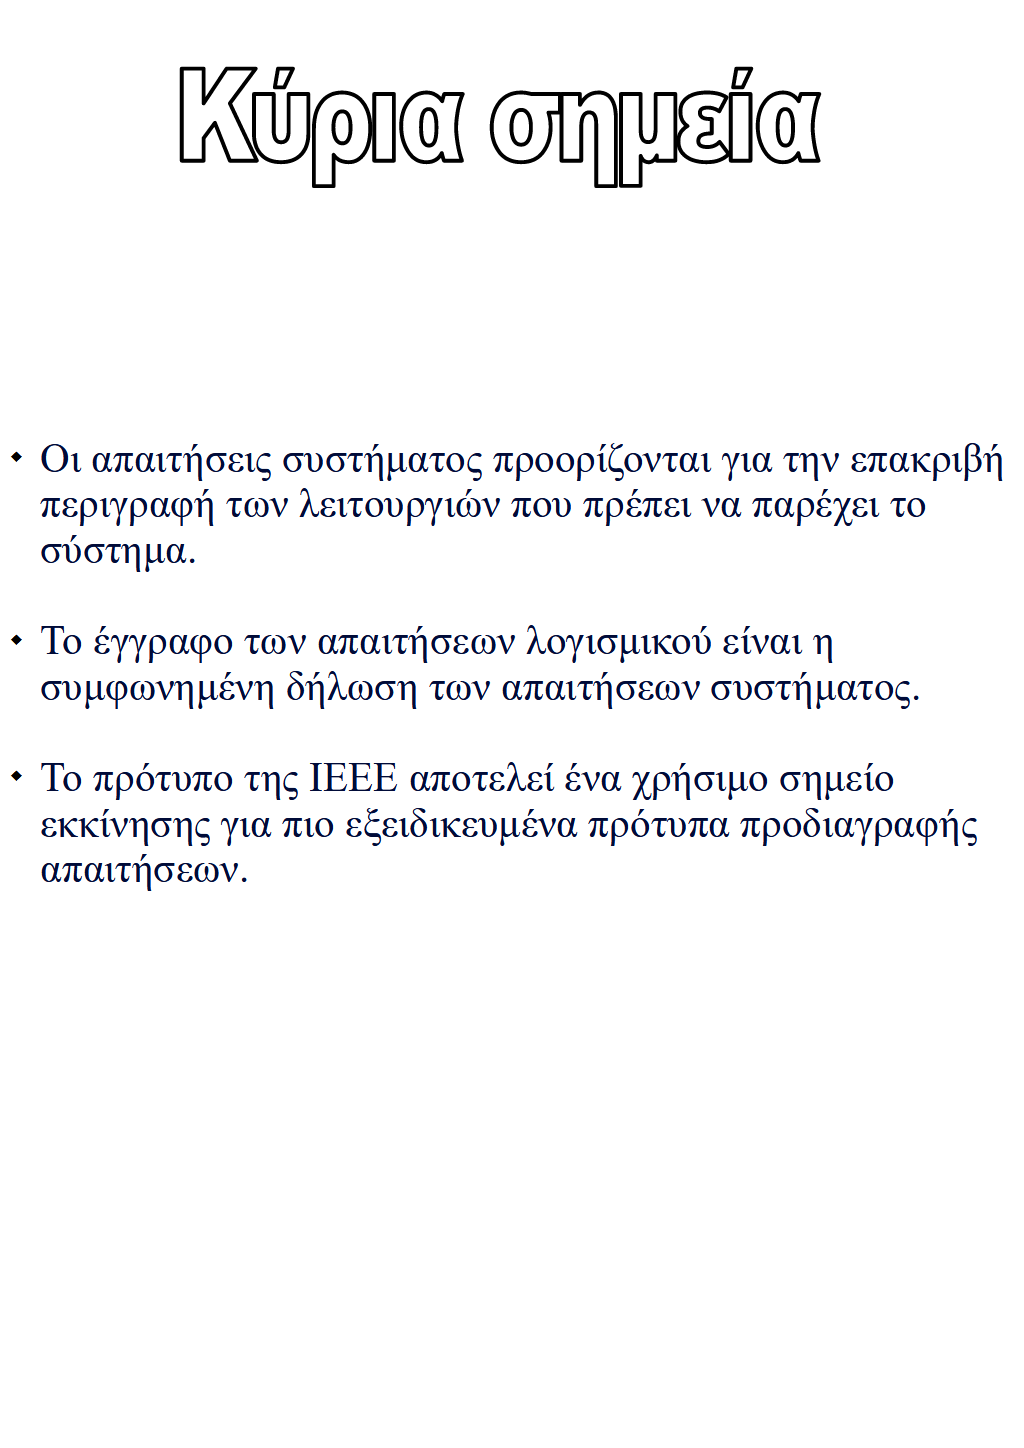 Κύρια σημεία
Οι απαιτήσεις συστήματος προορίζονται για την επακριβή
περιγραφή των λειτουργιών που πρέπει να παρέχει το
σύστημα.
Το έγγραφο των απαιτήσεων λογισμικού είναι η
συμφωνημένη δήλωση των απαιτήσεων συστήματος.
Το πρότυπο της IEEE αποτελεί ένα χρήσιμο σημείο
εκκίνησης για πιο εξειδικευμένα πρότυπα προδιαγραφής
απαιτήσεων.